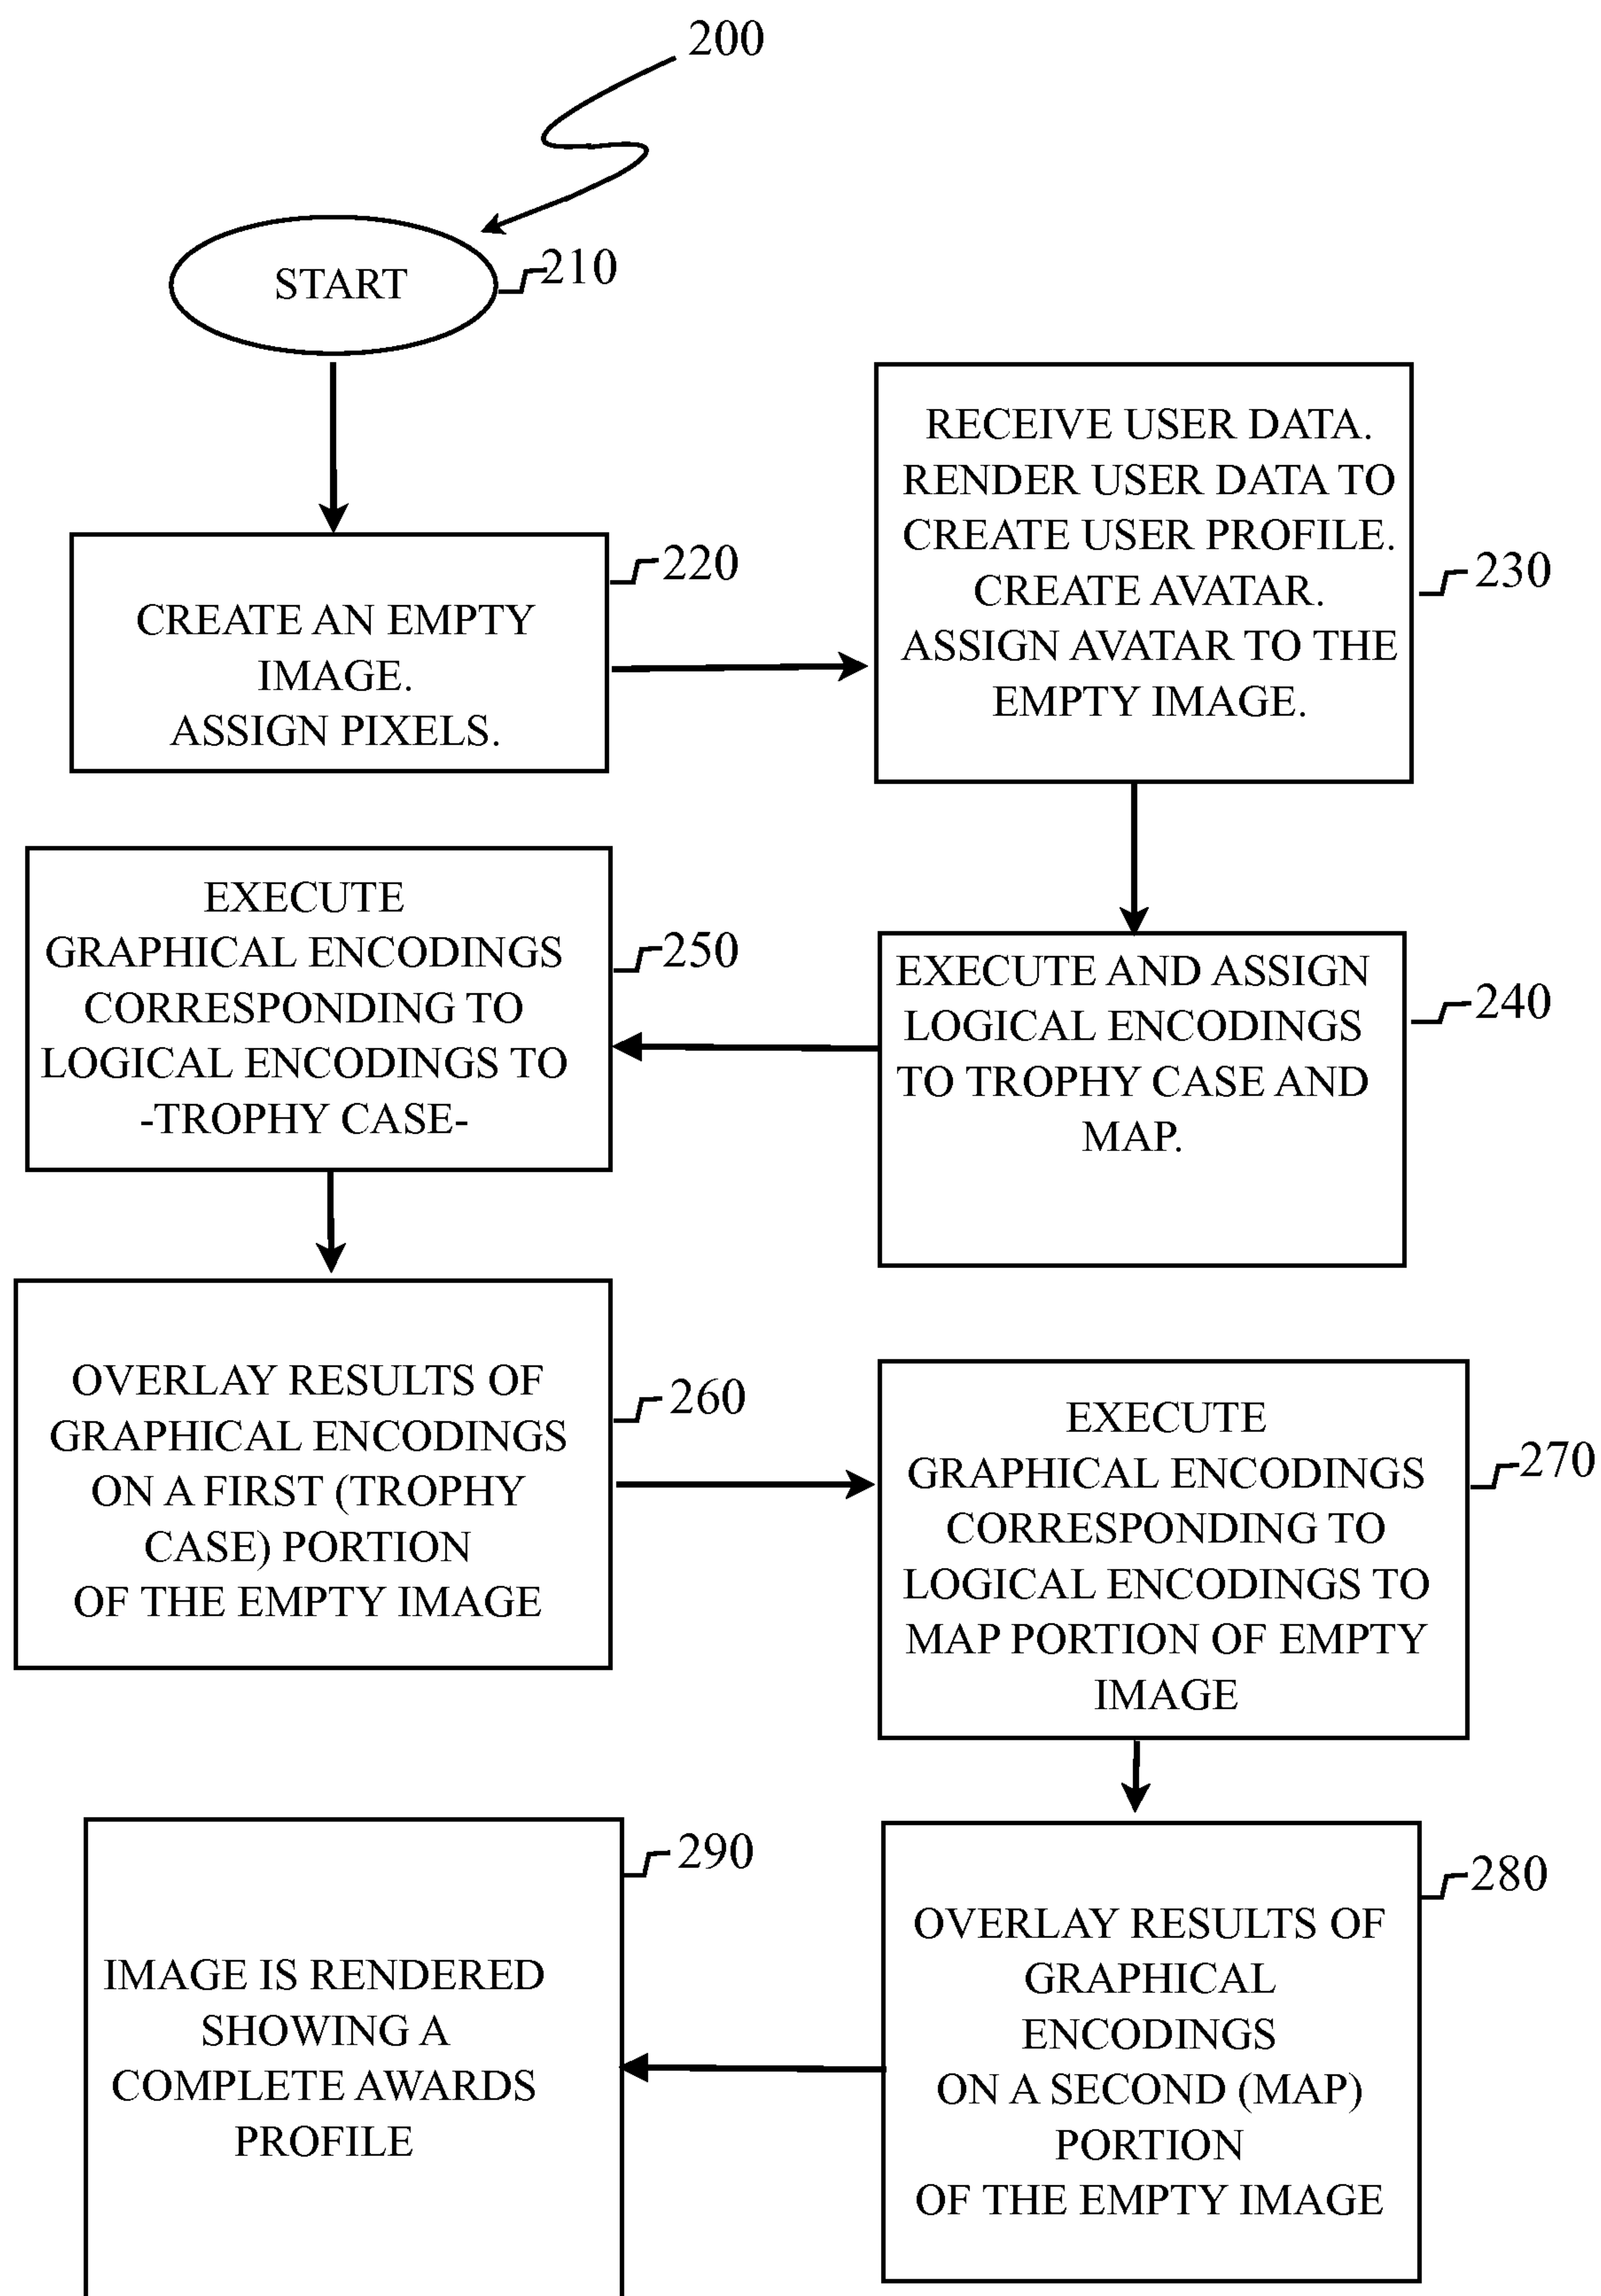 200
START
210
CREATE AN EMPTY
IMAGE.
ASSIGN PIXELS.
220
RECEIVE USER DATA.
RENDER USER DATA TO
CREATE USER PROFILE.
CREATE AVATAR.
ASSIGN AVATAR TO THE
EMPTY IMAGE.
230
EXECUTE AND ASSIGN
LOGICAL ENCODINGS
TO TROPHY CASE AND
MAP.
240
EXECUTE
GRAPHICAL ENCODINGS
CORRESPONDING TO
LOGICAL ENCODINGS TO
-TROPHY CASE-
250
OVERLAY RESULTS OF
GRAPHICAL ENCODINGS
ON A FIRST (TROPHY
CASE) PORTION
OF THE EMPTY IMAGE
260
EXECUTE
GRAPHICAL ENCODINGS
CORRESPONDING TO
LOGICAL ENCODINGS TO
MAP PORTION OF EMPTY
IMAGE
270
OVERLAY RESULTS OF
GRAPHICAL
ENCODINGS
ON A SECOND (MAP)
PORTION
OF THE EMPTY IMAGE
280
IMAGE IS RENDERED
SHOWING A
COMPLETE AWARDS
PROFILE
290